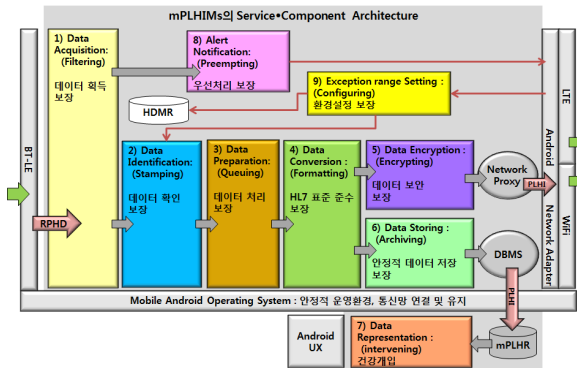 mPLHIMs의 Service•Component Architecture
1) Data
Acquisition:
(Filtering)
데이터 획득
보장
8) Alert
Notification:
(Preempting)
우선처리 보장
9) Exception range Setting :
(Configuring)
환경설정 보장
HDMR
2) Data
Identification:
(Stamping)
데이터 확인
보장
3) Data
Preparation:
(Queuing)
데이터 처리
보장
4) Data
Conversion :
(Formatting)
HL7 표준 준수
보장
5) Data Encryption :
(Encrypting)
데이터 보안
보장
6) Data Storing :
(Archiving)
안정적 데이터 저장
보장
Network
Proxy
DBMS
BT-LE
RPHD
PLHI
PLHI
Android
Network Adapter
LTE
WiFi
Mobile Android Operating System : 안정적 운영환경, 통신망 연결 및 유지
Android
UX
7) Data
Representation :
(intervening)
건강개입
mPLHR